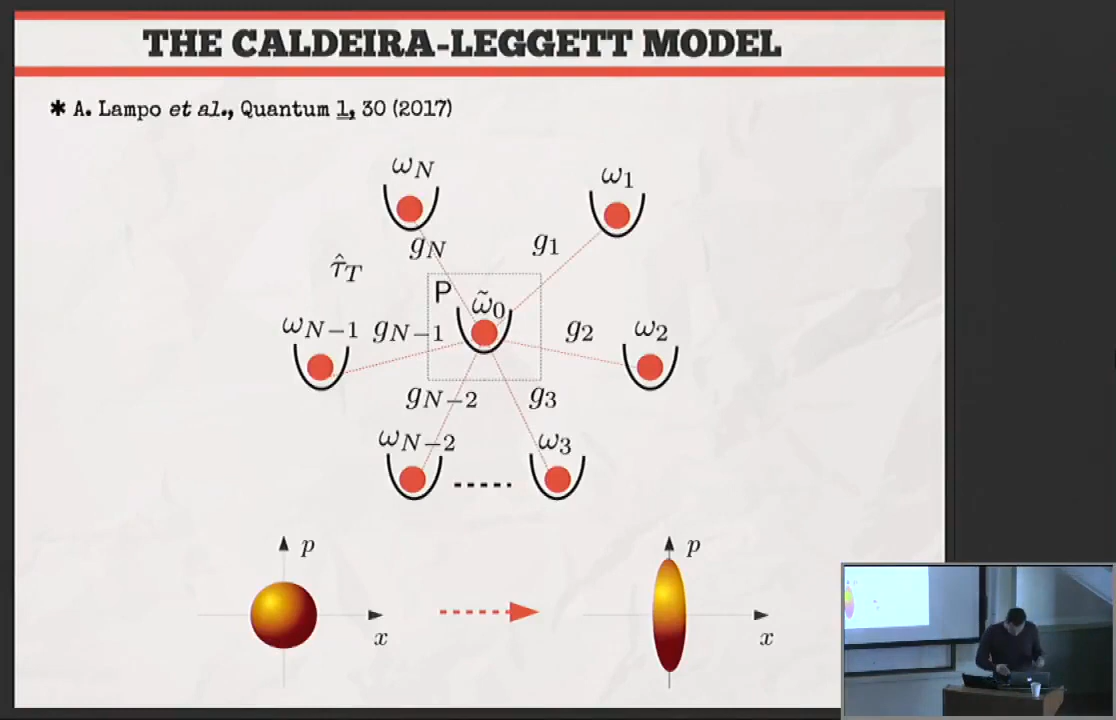 THE CALDEIRA-LEGGETT MODEL
* A. Lampo et al., Quantum 1, 30 (2017)
ω_N
ω_1
g_N
g_1
τ̂_T
P
ω̃_0
ω_{N−1}
g_{N−1}
g_2
ω_2
g_{N−2}
g_3
ω_{N−2}
ω_3
p
p
x
x